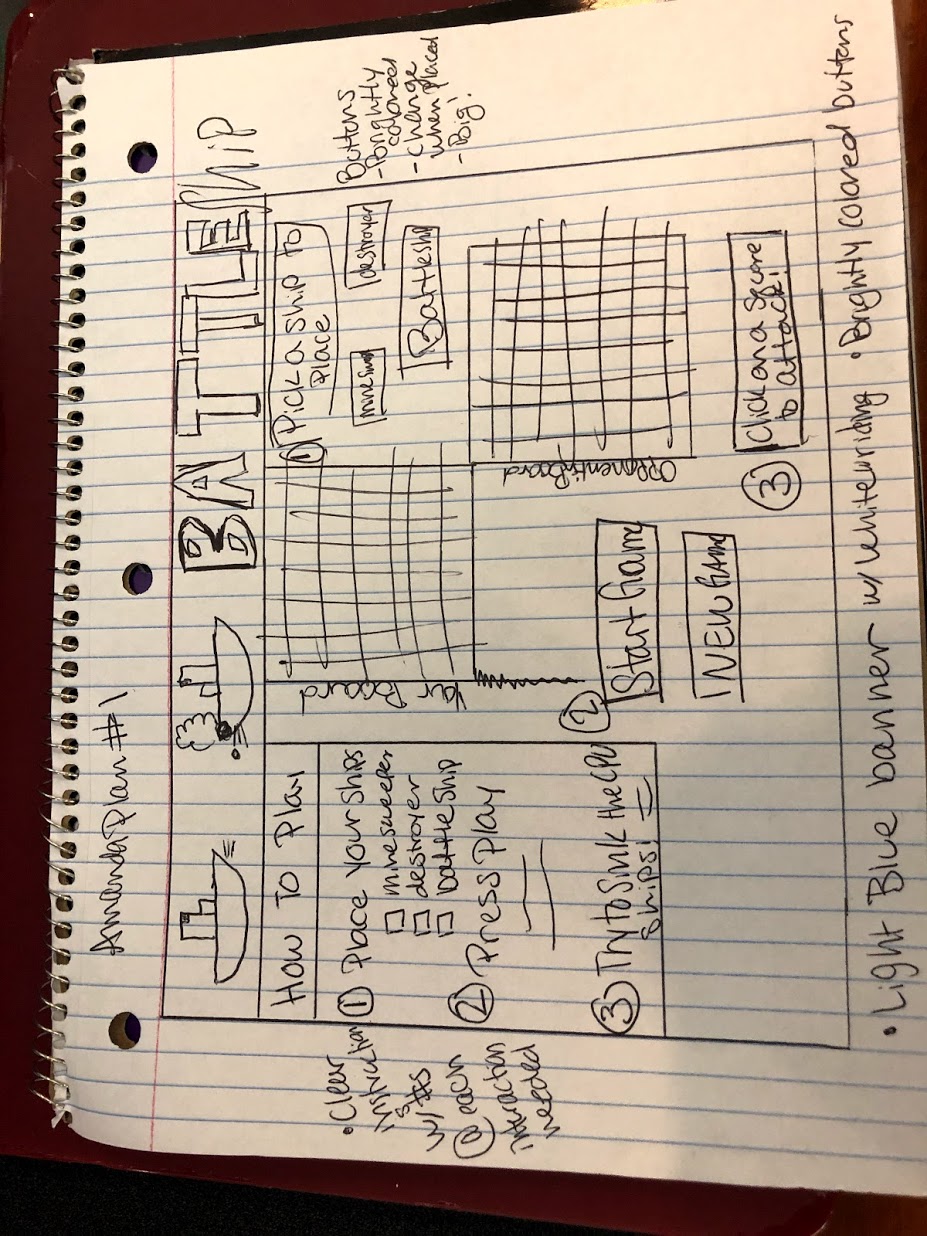 Amanda Plan #1
BATTLEShip
How To Play
① Place your ships
minesweeper
destroyer
battleship
② Press Play
③ Try to sink the CPU
Ships!
Your Board
① Pick a ship to
Place
destroyer
Battleship
② Start Game
NEW GAME
Opponent's Board
③ Click on a square
to attack!
Buttons
- Brightly
colored
- change
when placed
- Big!
• Clear
instruction
s
w/ #s
@ each
interaction
needed
• Light Blue banner w/ white writing • Brightly colored buttons